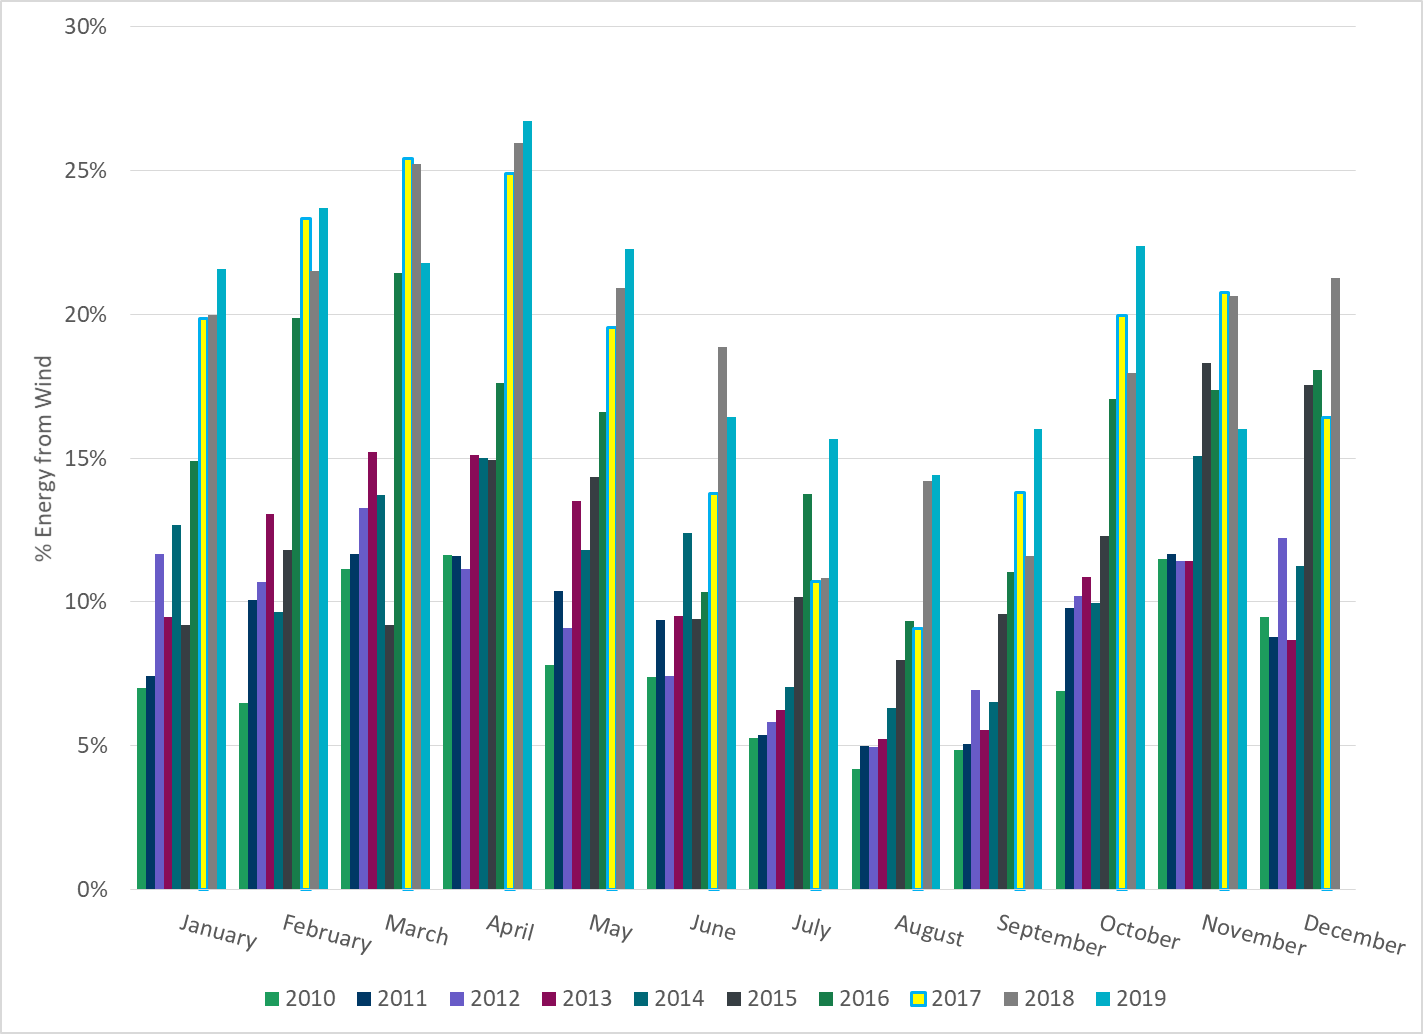 30%
25%
20%
15%
10%
5%
0%
% Energy from Wind
January February March April May June July August September October November December
2010 2011 2012 2013 2014 2015 2016 2017 2018 2019